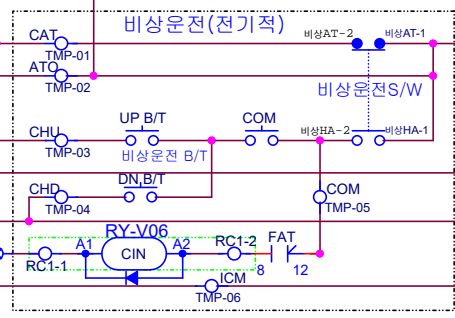 비상운전(전기적)
CAT
TMP-01
비상AT-2
비상AT-1
ATO
TMP-02
비상운전S/W
CHU
TMP-03
UP B/T
COM
비상HA-2
비상HA-1
비상운전 B/T
CHD
TMP-04
DN,B/T
COM
TMP-05
RY-V06
RC1-1
A1
CIN
A2
RC1-2
FAT
8
12
ICM
TMP-06